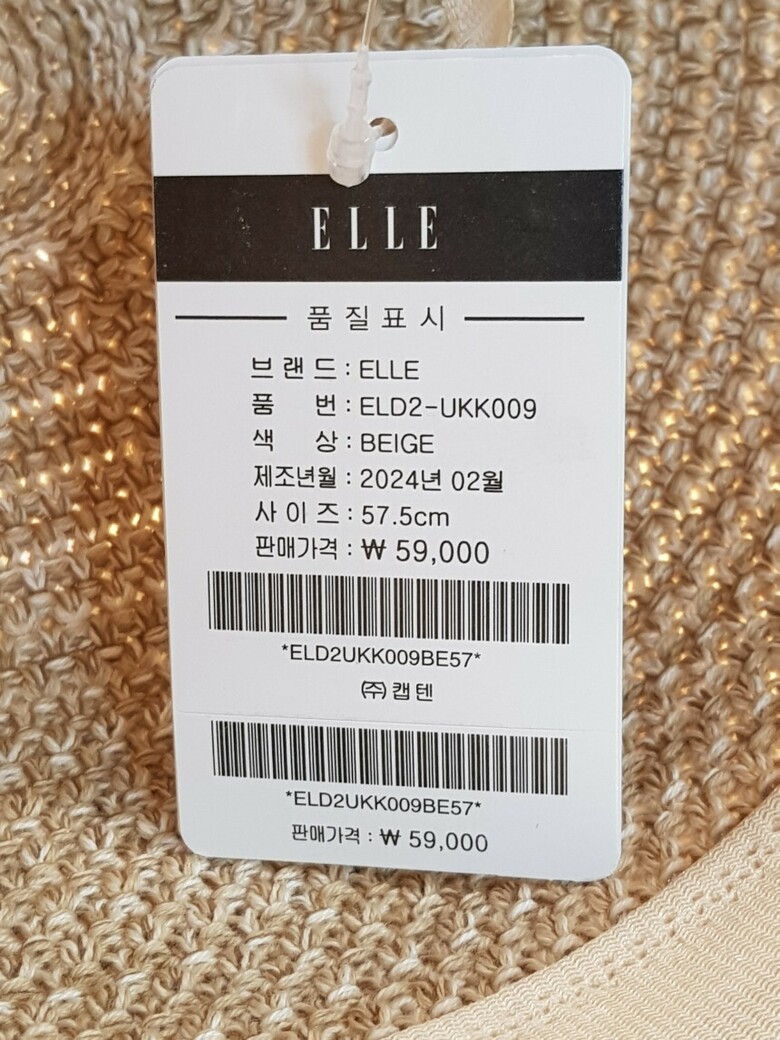 ELLE
품질표시
브랜드 : ELLE
품 번 : ELD2-UKK009
색 상 : BEIGE
제조년월 : 2024년 02월
사이즈 : 57.5cm
판매가격 : ₩ 59,000
*ELD2UKK009BE57*
㈜캡텐
*ELD2UKK009BE57*
판매가격 : ₩ 59,000